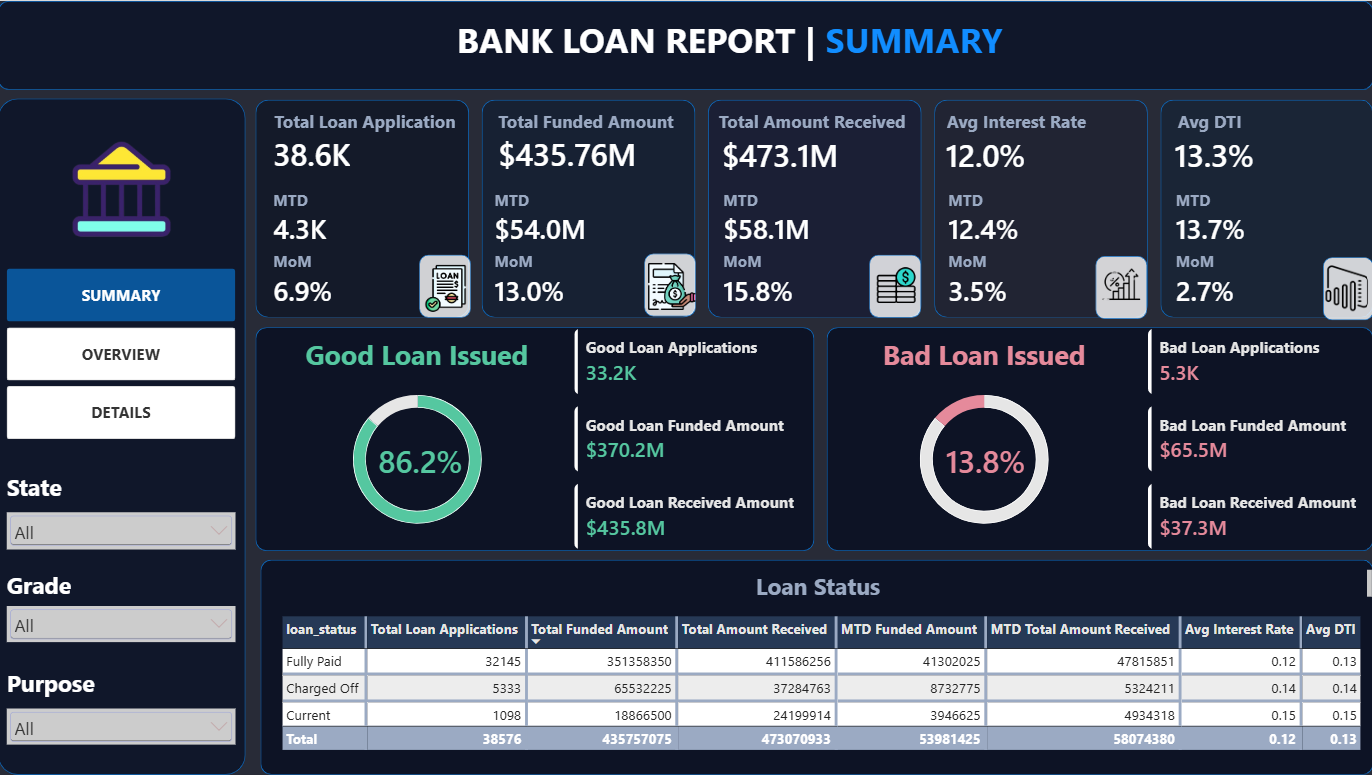 BANK LOAN REPORT | SUMMARY
SUMMARY
OVERVIEW
DETAILS
State
All
Grade
All
Purpose
All
Total Loan Application
38.6K
MTD
4.3K
MoM
6.9%
LOAN
$
Total Funded Amount
$435.76M
MTD
$54.0M
MoM
13.0%
$
Total Amount Received
$473.1M
MTD
$58.1M
MoM
15.8%
$
Avg Interest Rate
12.0%
MTD
12.4%
MoM
3.5%
%
Avg DTI
13.3%
MTD
13.7%
MoM
2.7%
Good Loan Issued
86.2%
Good Loan Applications
33.2K
Good Loan Funded Amount
$370.2M
Good Loan Received Amount
$435.8M
Bad Loan Issued
13.8%
Bad Loan Applications
5.3K
Bad Loan Funded Amount
$65.5M
Bad Loan Received Amount
$37.3M
Loan Status
loan_status Total Loan Applications Total Funded Amount Total Amount Received MTD Funded Amount MTD Total Amount Received Avg Interest Rate Avg DTI
Fully Paid 32145 351358350 411586256 41302025 47815851 0.12 0.13
Charged Off 5333 65532225 37284763 8732775 5324211 0.14 0.14
Current 1098 18866500 24199914 3946625 4934318 0.15 0.15
Total 38576 435757075 473070933 53981425 58074380 0.12 0.13